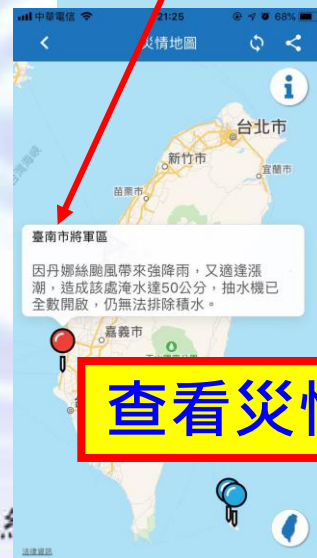 中華電信 21:25 68%
災情地圖
台北市
新竹市
宜蘭市
苗栗市
臺南市將軍區
因丹娜絲颱風帶來強降雨，又適逢漲
潮，造成該處淹水達50公分，抽水機已
全數開啟，仍無法排除積水。
嘉義市
查看災情
法律資訊